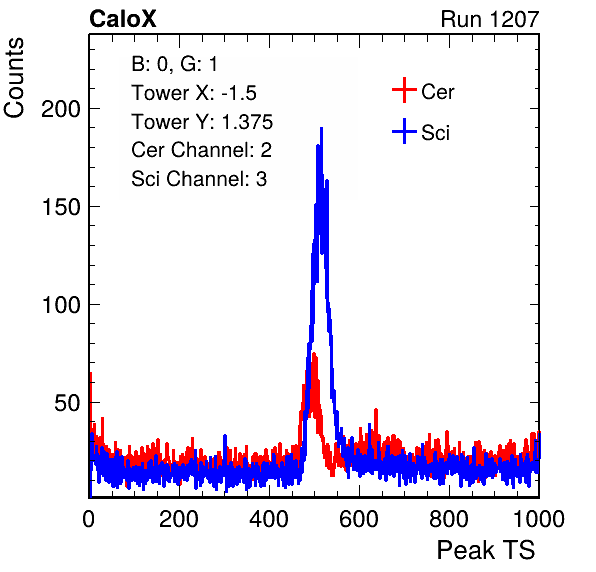 CaloX Run 1207
Counts
B: 0, G: 1
Tower X: -1.5
Tower Y: 1.375
Cer Channel: 2
Sci Channel: 3
Cer
Sci
200
150
100
50
0 200 400 600 800 1000
Peak TS